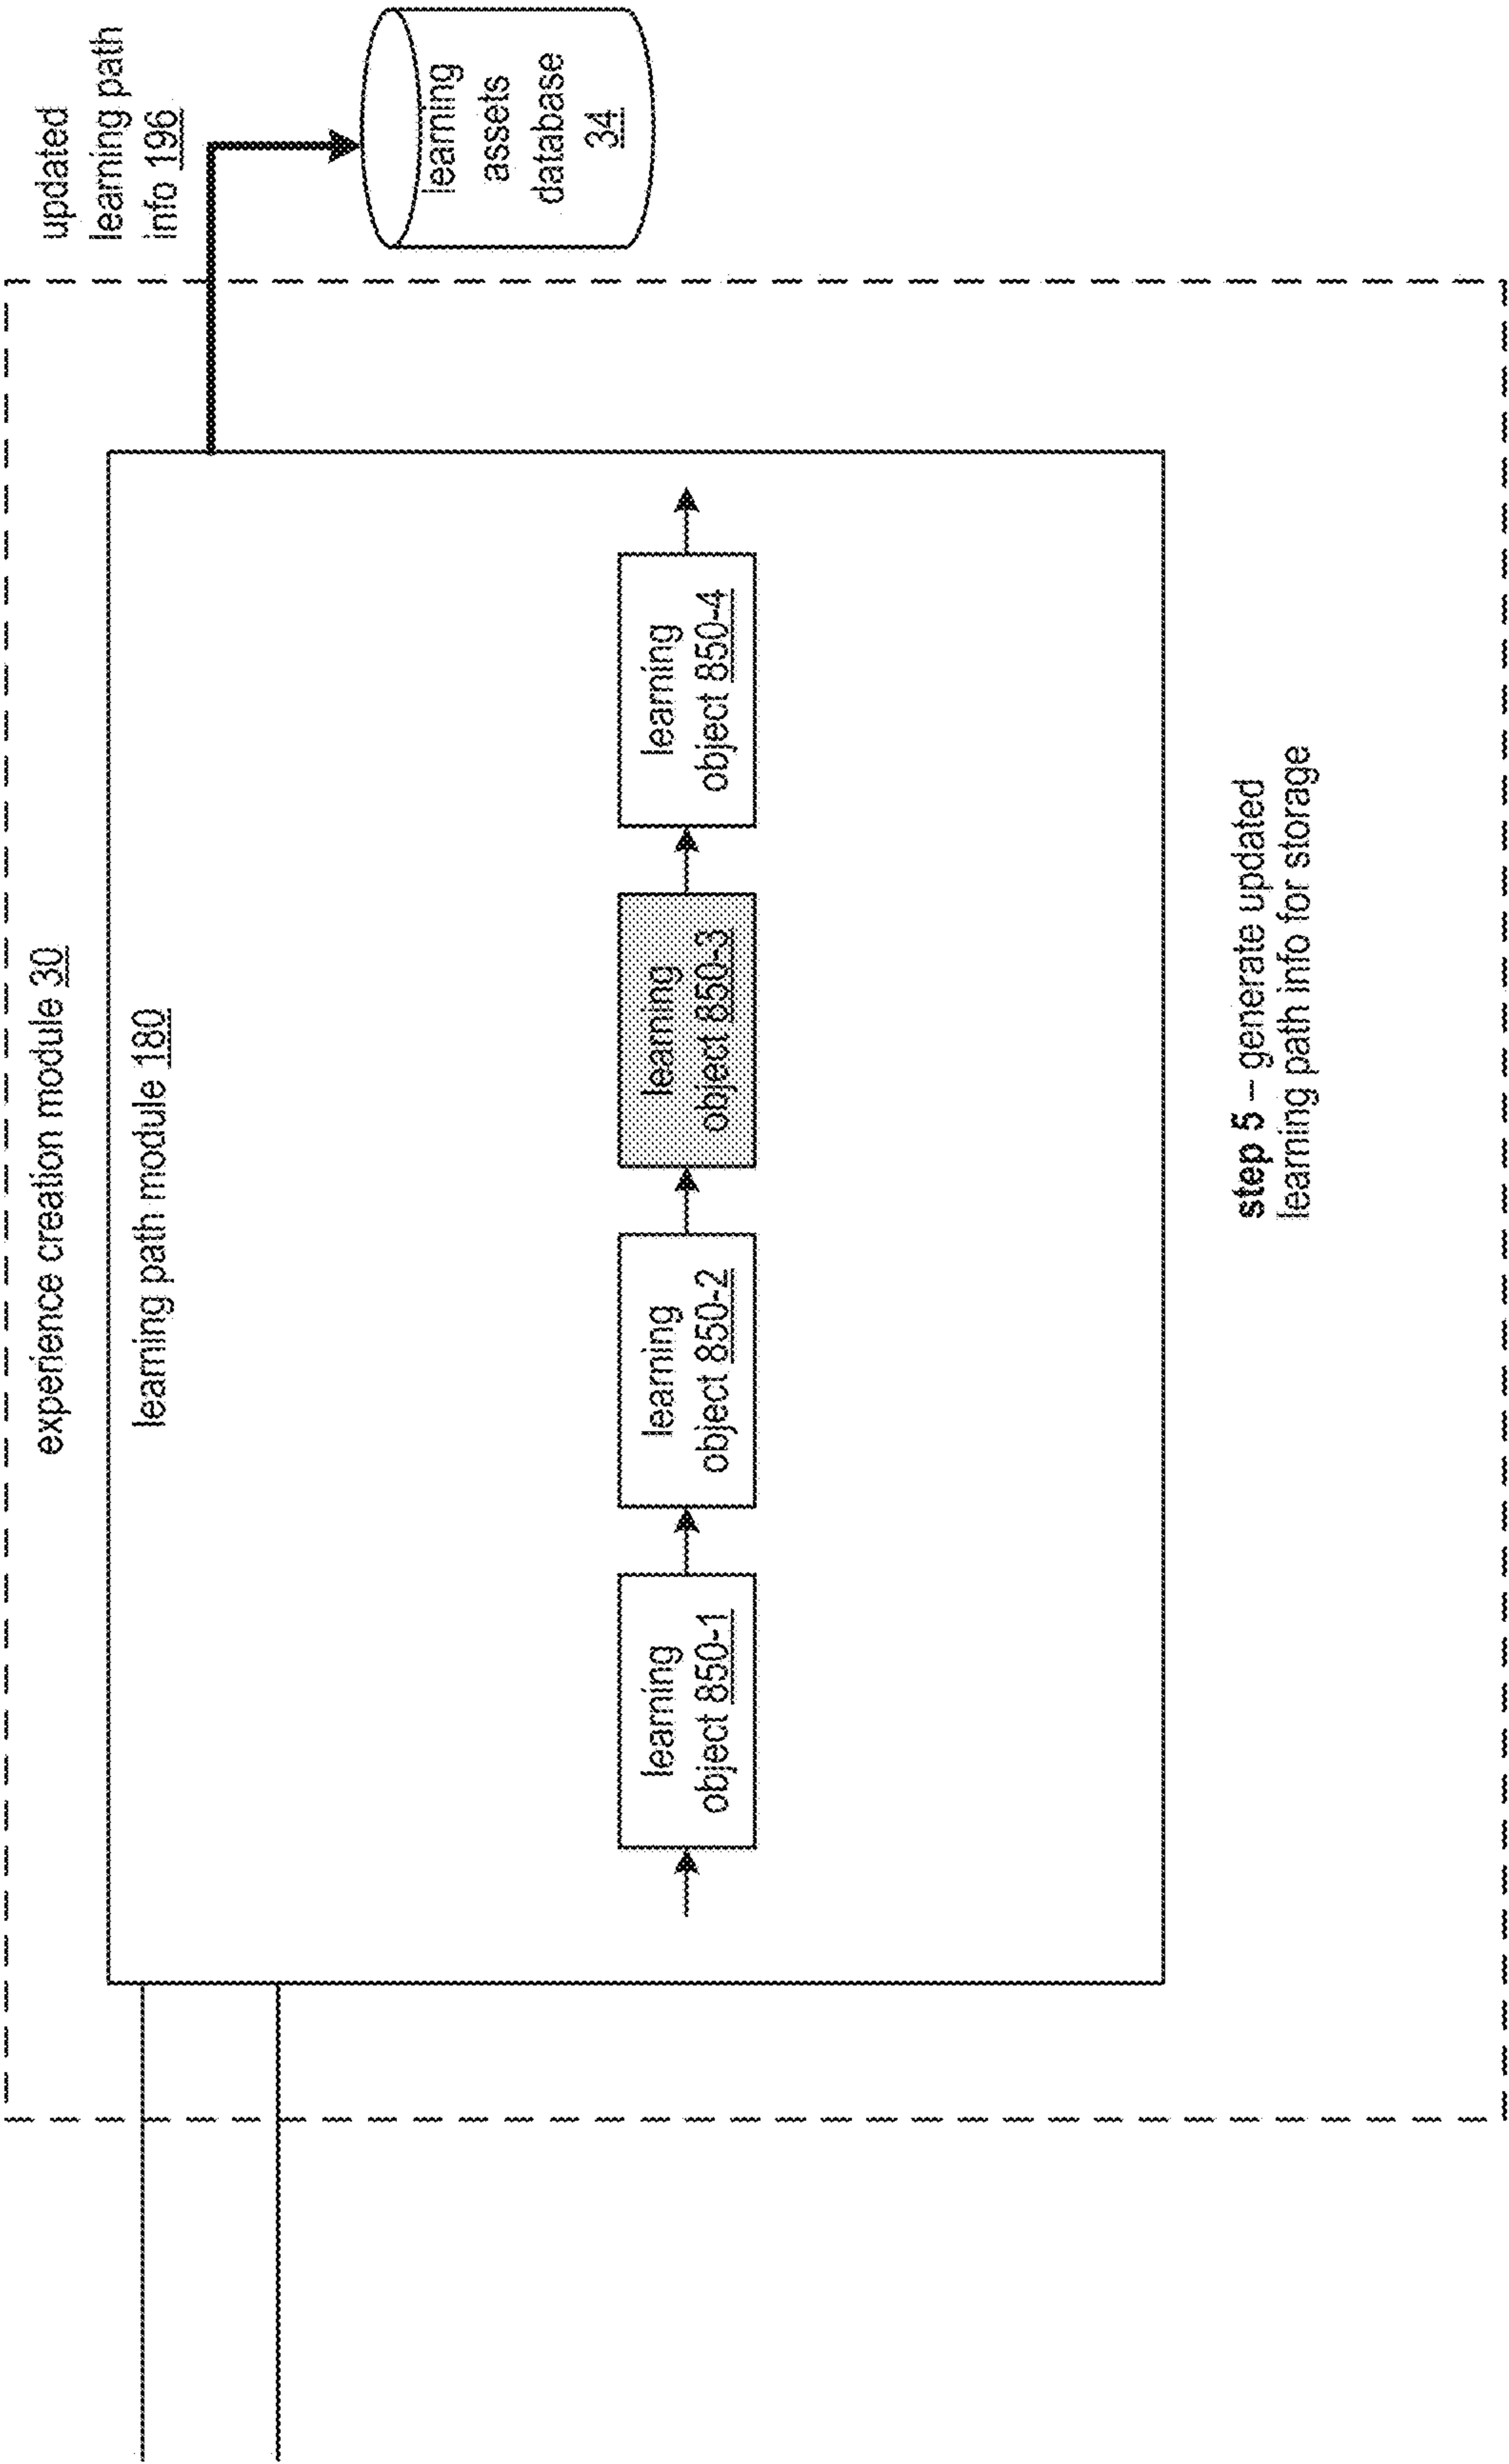 experience creation module 30
updated
learning path
info 196
learning path module 180
learning
assets
database
34
learning
object 850-1
learning
object 850-2
learning
object 850-3
learning
object 850-4
step 5 – generate updated
learning path info for storage